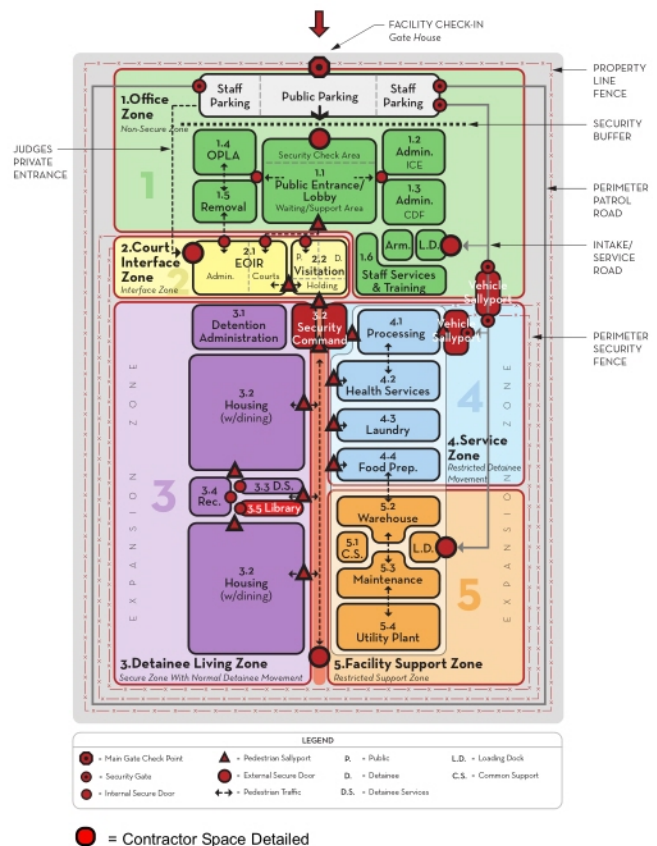 FACILITY CHECK-IN
Gate House
PROPERTY
LINE
FENCE
1.Office
Zone
Non-Secure Zone
Staff
Parking
Public Parking
Staff
Parking
SECURITY
BUFFER
JUDGES
PRIVATE
ENTRANCE
1
1.4
OPLA
Security Check Area
1.1
Public Entrance/
Lobby
Waiting/Support Area
1.2
Admin.
ICE
1.5
Removal
1.3
Admin.
CDF
PERIMETER
PATROL
ROAD
2.Court
Interface
Zone
Interface Zone
2
2.1
EOIR
Admin.
Courts
P.
D.
2.2
Visitation
Holding
1.6
Arm.
L.D.
Staff Services
& Training
INTAKE/
SERVICE
ROAD
Vehicle
Sallyport
3.1
Detention
Administration
3.2
Security
Command
4.1
Processing
Vehicle
Sallyport
PERIMETER
SECURITY
FENCE
EXPANSION ZONE
3
3.2
Housing
(w/dining)
4.2
Health Services
4
4.3
Laundry
4.4
Food Prep.
4.Service
Zone
Restricted Detainee
Movement
EXPANSION ZONE
3.4
Rec.
3.3 D.S.
3.5 Library
3.2
Housing
(w/dining)
5.2
Warehouse
5.1
C.S.
L.D.
5.3
Maintenance
5
5.4
Utility Plant
3.Detainee Living Zone
Secure Zone With Normal Detainee Movement
5.Facility Support Zone
Restricted Support Zone
LEGEND
= Main Gate Check Point
= Pedestrian Sallyport
P. = Public
L.D. = Loading Dock
= Security Gate
= External Secure Door
D. = Detainee
C.S. = Common Support
= Internal Secure Door
= Pedestrian Traffic
D.S. = Detainee Services
= Contractor Space Detailed